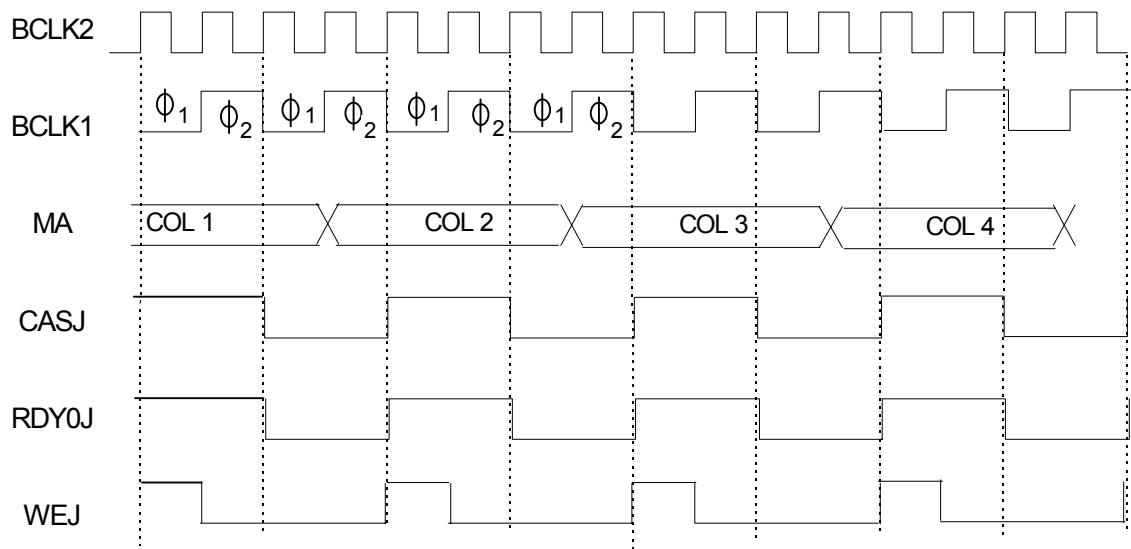 BCLK2
BCLK1
ϕ1 ϕ2 ϕ1 ϕ2 ϕ1 ϕ2 ϕ1 ϕ2
MA
COL 1 COL 2 COL 3 COL 4
CASJ
RDY0J
WEJ